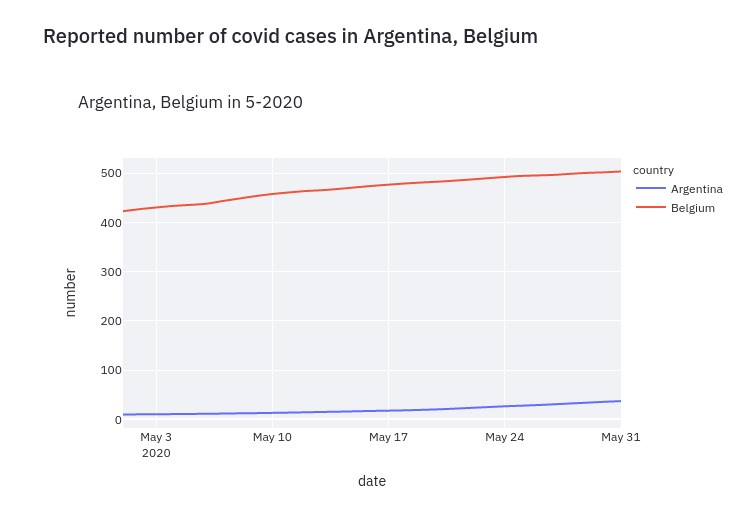 Reported number of covid cases in Argentina, Belgium
Argentina, Belgium in 5-2020
500
400
300
200
100
0
number
May 3
2020
May 10
May 17
May 24
May 31
date
country
Argentina
Belgium